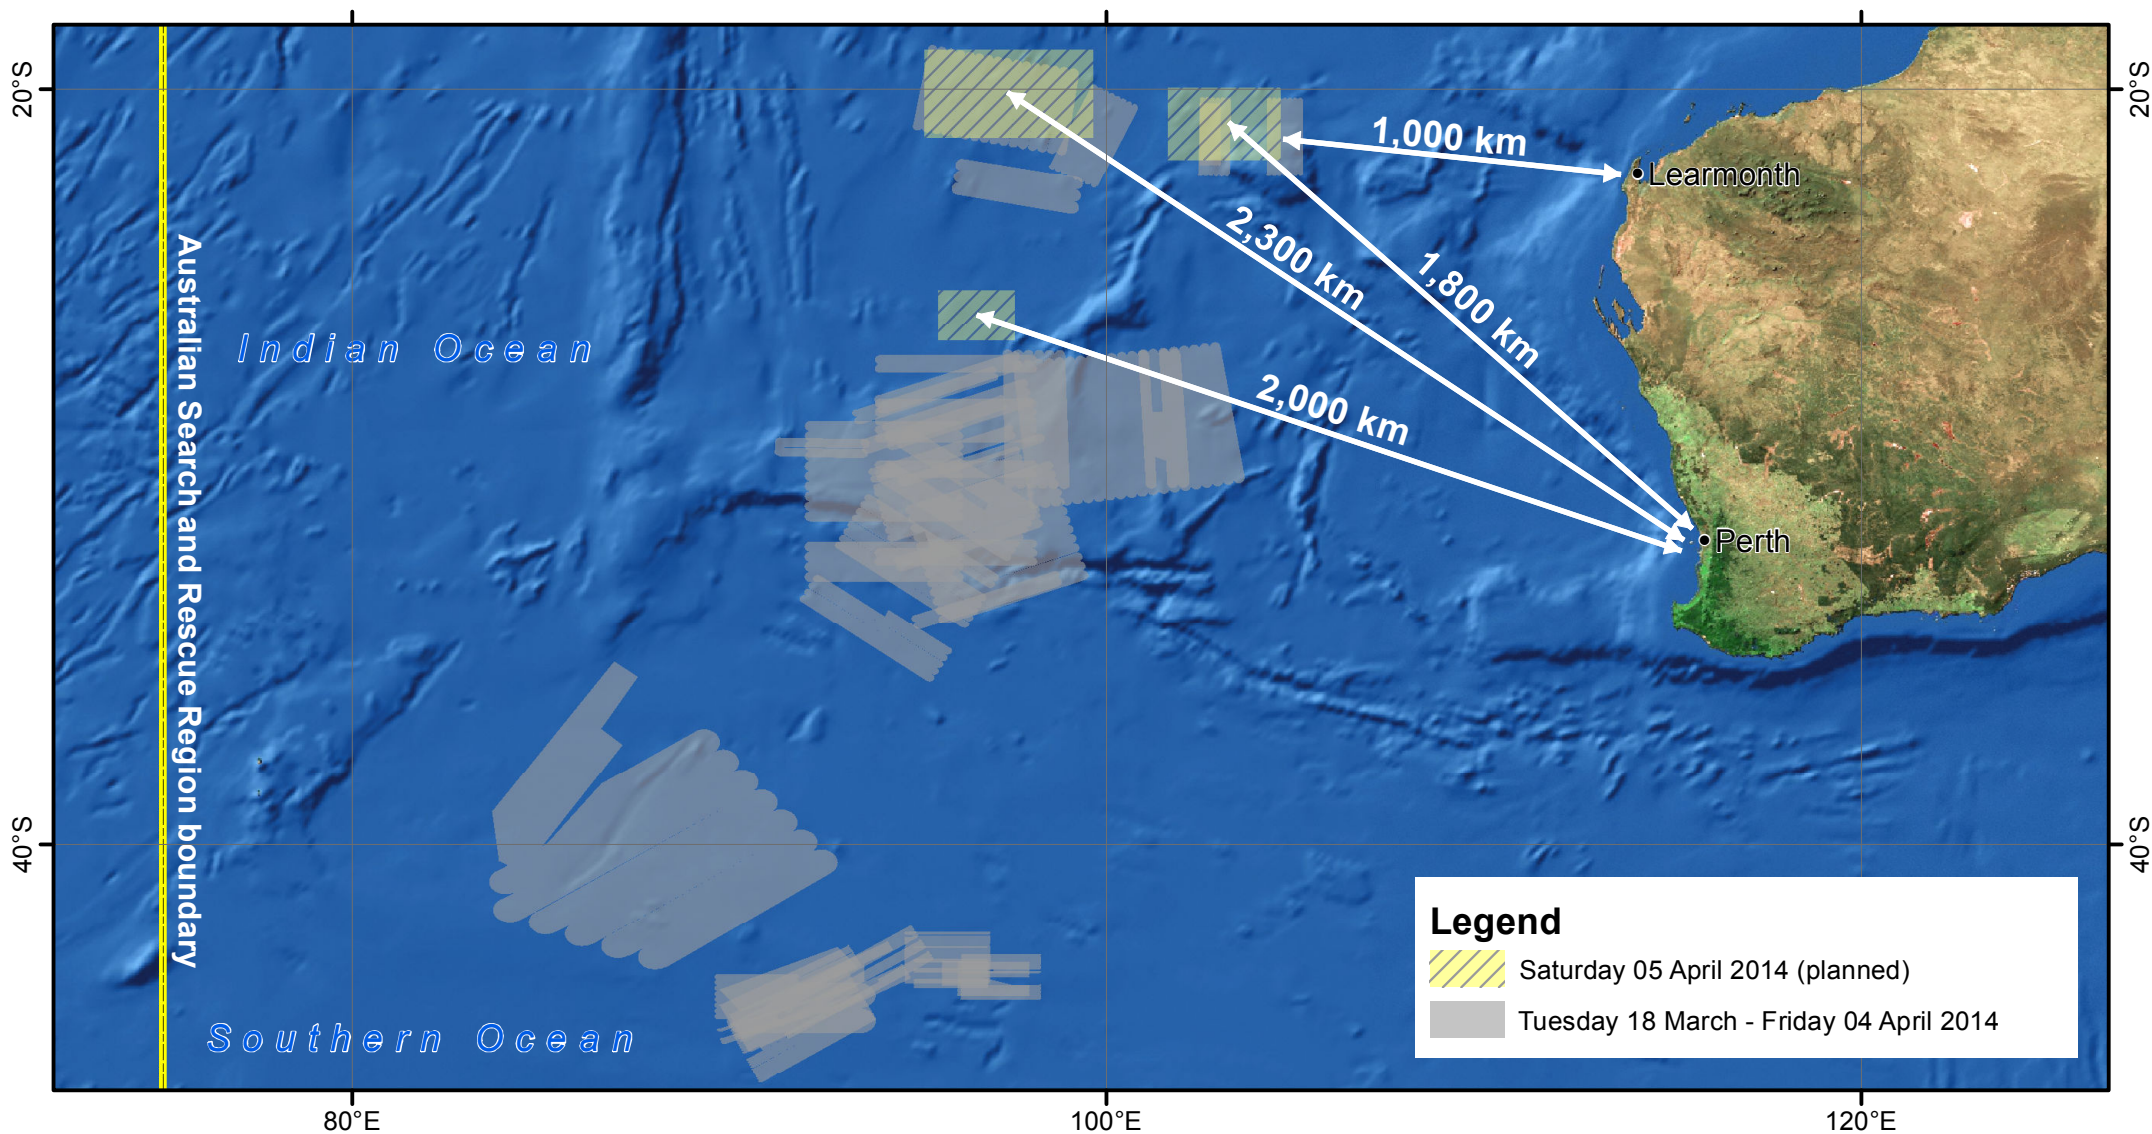 20°S
20°S
1,000 km
Learmonth
2,300 km
1,800 km
Australian Search and Rescue Region boundary
Indian Ocean
2,000 km
Perth
40°S
40°S
Legend
Saturday 05 April 2014 (planned)
Tuesday 18 March - Friday 04 April 2014
Southern Ocean
80°E
100°E
120°E